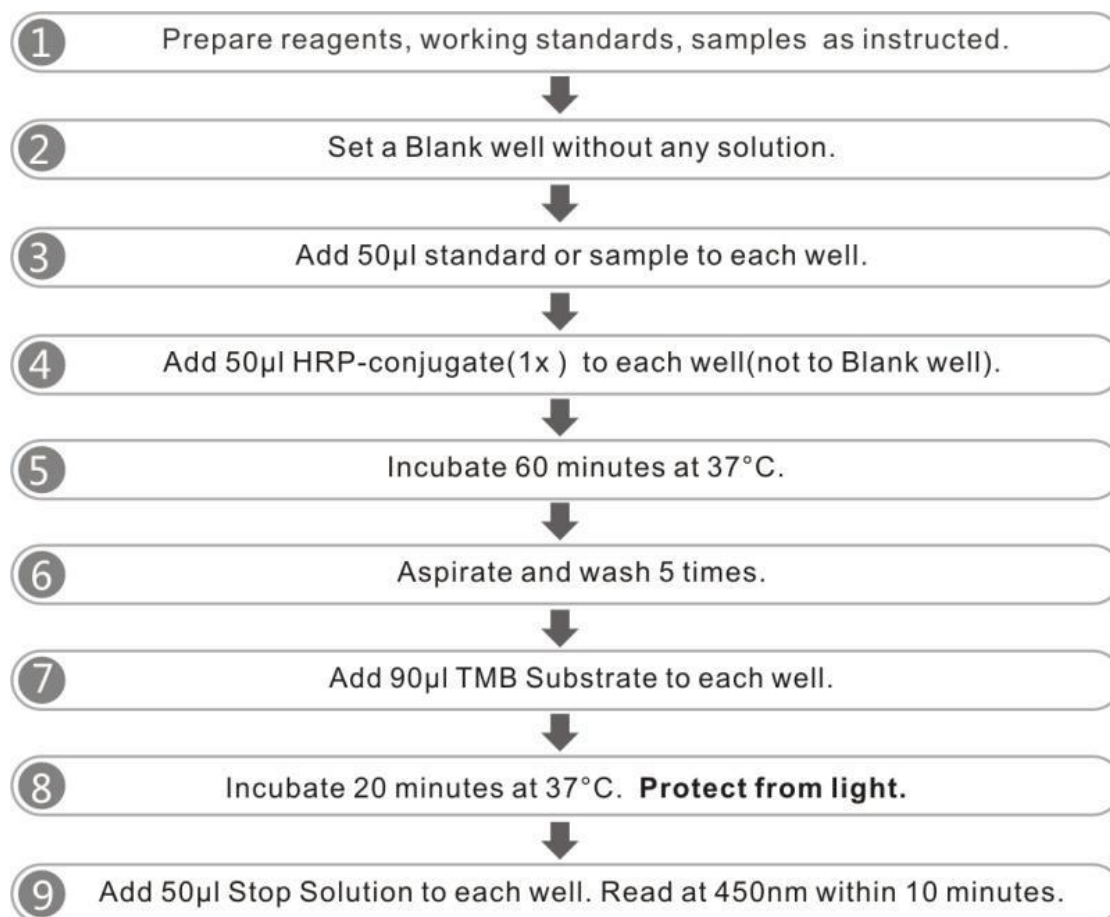 1 Prepare reagents, working standards, samples as instructed.
2 Set a Blank well without any solution.
3 Add 50µl standard or sample to each well.
4 Add 50µl HRP-conjugate(1x ) to each well(not to Blank well).
5 Incubate 60 minutes at 37°C.
6 Aspirate and wash 5 times.
7 Add 90µl TMB Substrate to each well.
8 Incubate 20 minutes at 37°C. Protect from light.
9 Add 50µl Stop Solution to each well. Read at 450nm within 10 minutes.